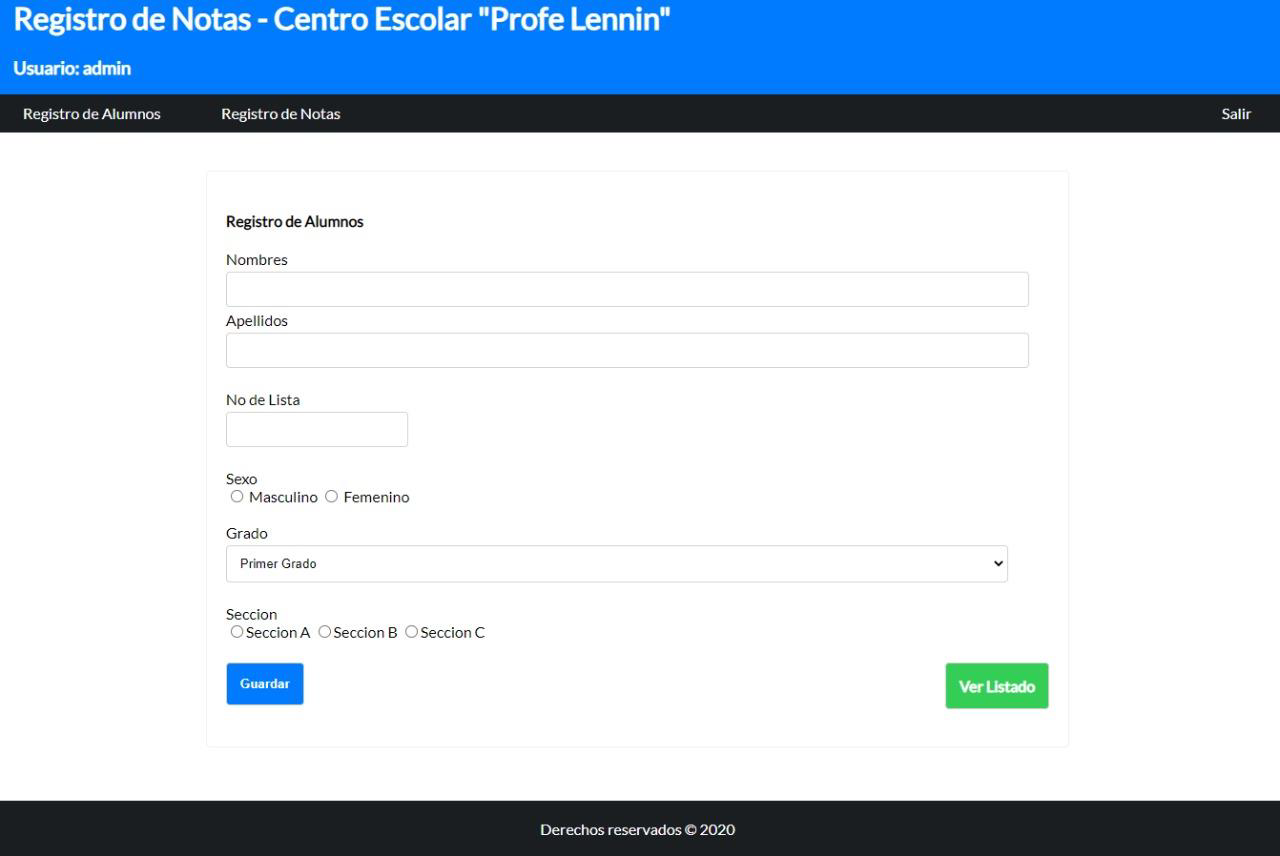 Registro de Notas - Centro Escolar "Profe Lennin"
Usuario: admin
Registro de Alumnos Registro de Notas Salir
Registro de Alumnos
Nombres
Apellidos
No de Lista
Sexo
Masculino Femenino
Grado
Primer Grado
Seccion
Seccion A Seccion B Seccion C
Guardar Ver Listado
Derechos reservados © 2020